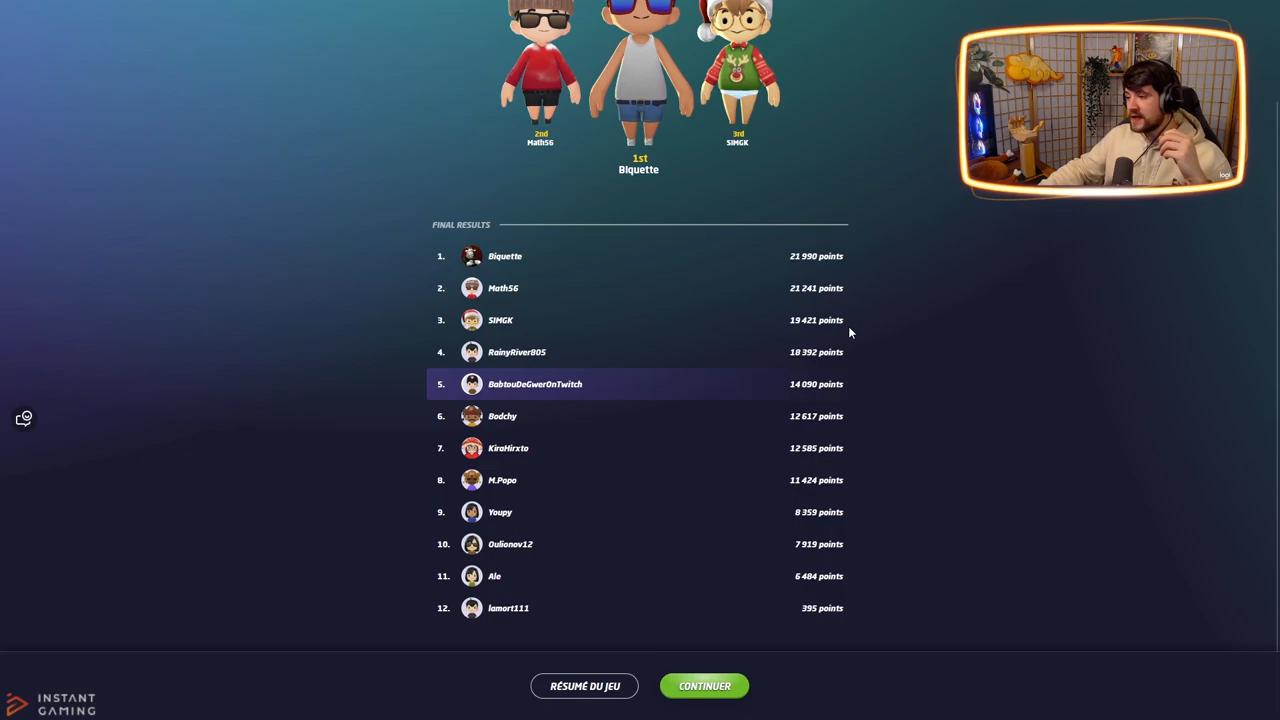 2nd
Math56
1st
Biquette
3rd
SIMGK
FINAL RESULTS
1. Biquette 21 990 points
2. Math56 21 241 points
3. SIMGK 19 421 points
4. RainyRiver805 18 392 points
5. BabtouDeGwerOnTwitch 14 090 points
6. Bodchy 12 617 points
7. KiraHirxto 12 585 points
8. M.Popo 11 424 points
9. Youpy 8 359 points
10. Oulionov12 7 919 points
11. Ale 6 484 points
12. lamort111 395 points
RÉSUMÉ DU JEU
CONTINUER
INSTANT
GAMING
logi